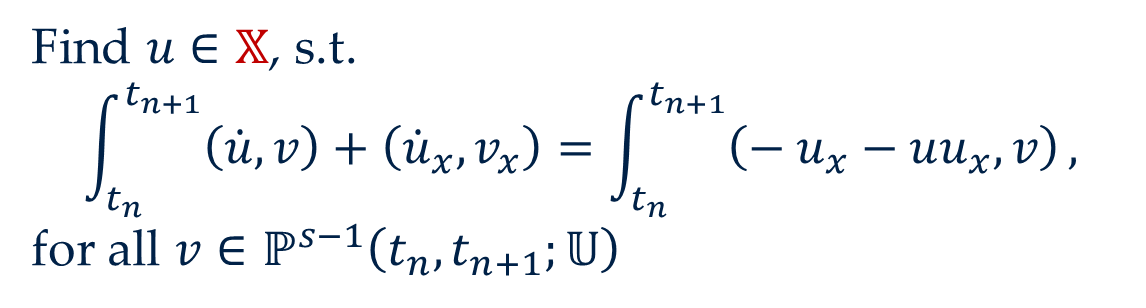 Find u ∈ 𝕏, s.t.
∫_{t_n}^{t_{n+1}} (u̇, v) + (u̇_x, v_x) = ∫_{t_n}^{t_{n+1}} (− u_x − uu_x, v) ,
for all v ∈ ℙ^{s−1}(t_n, t_{n+1}; 𝕌)